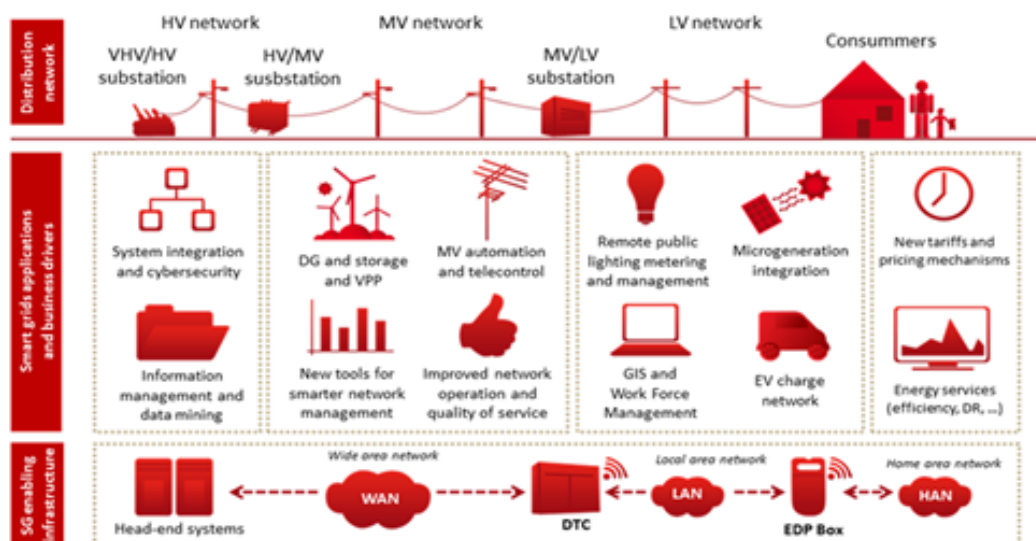 Distribution
network
HV network
MV network
LV network
VHV/HV
substation
HV/MV
susbstation
MV/LV
substation
Consummers
Smart grids applications
and business drivers
System integration
and cybersecurity
DG and storage
and VPP
MV automation
and telecontrol
Remote public
lighting metering
and management
Microgeneration
integration
New tariffs and
pricing mechanisms
Information
management and
data mining
New tools for
smarter network
management
Improved network
operation and
quality of service
GIS and
Work Force
Management
EV charge
network
Energy services
(efficiency, DR, ...)
SG enabling
infrastructure
Head-end systems
Wide area network
WAN
DTC
Local area network
LAN
EDP Box
Home area network
HAN